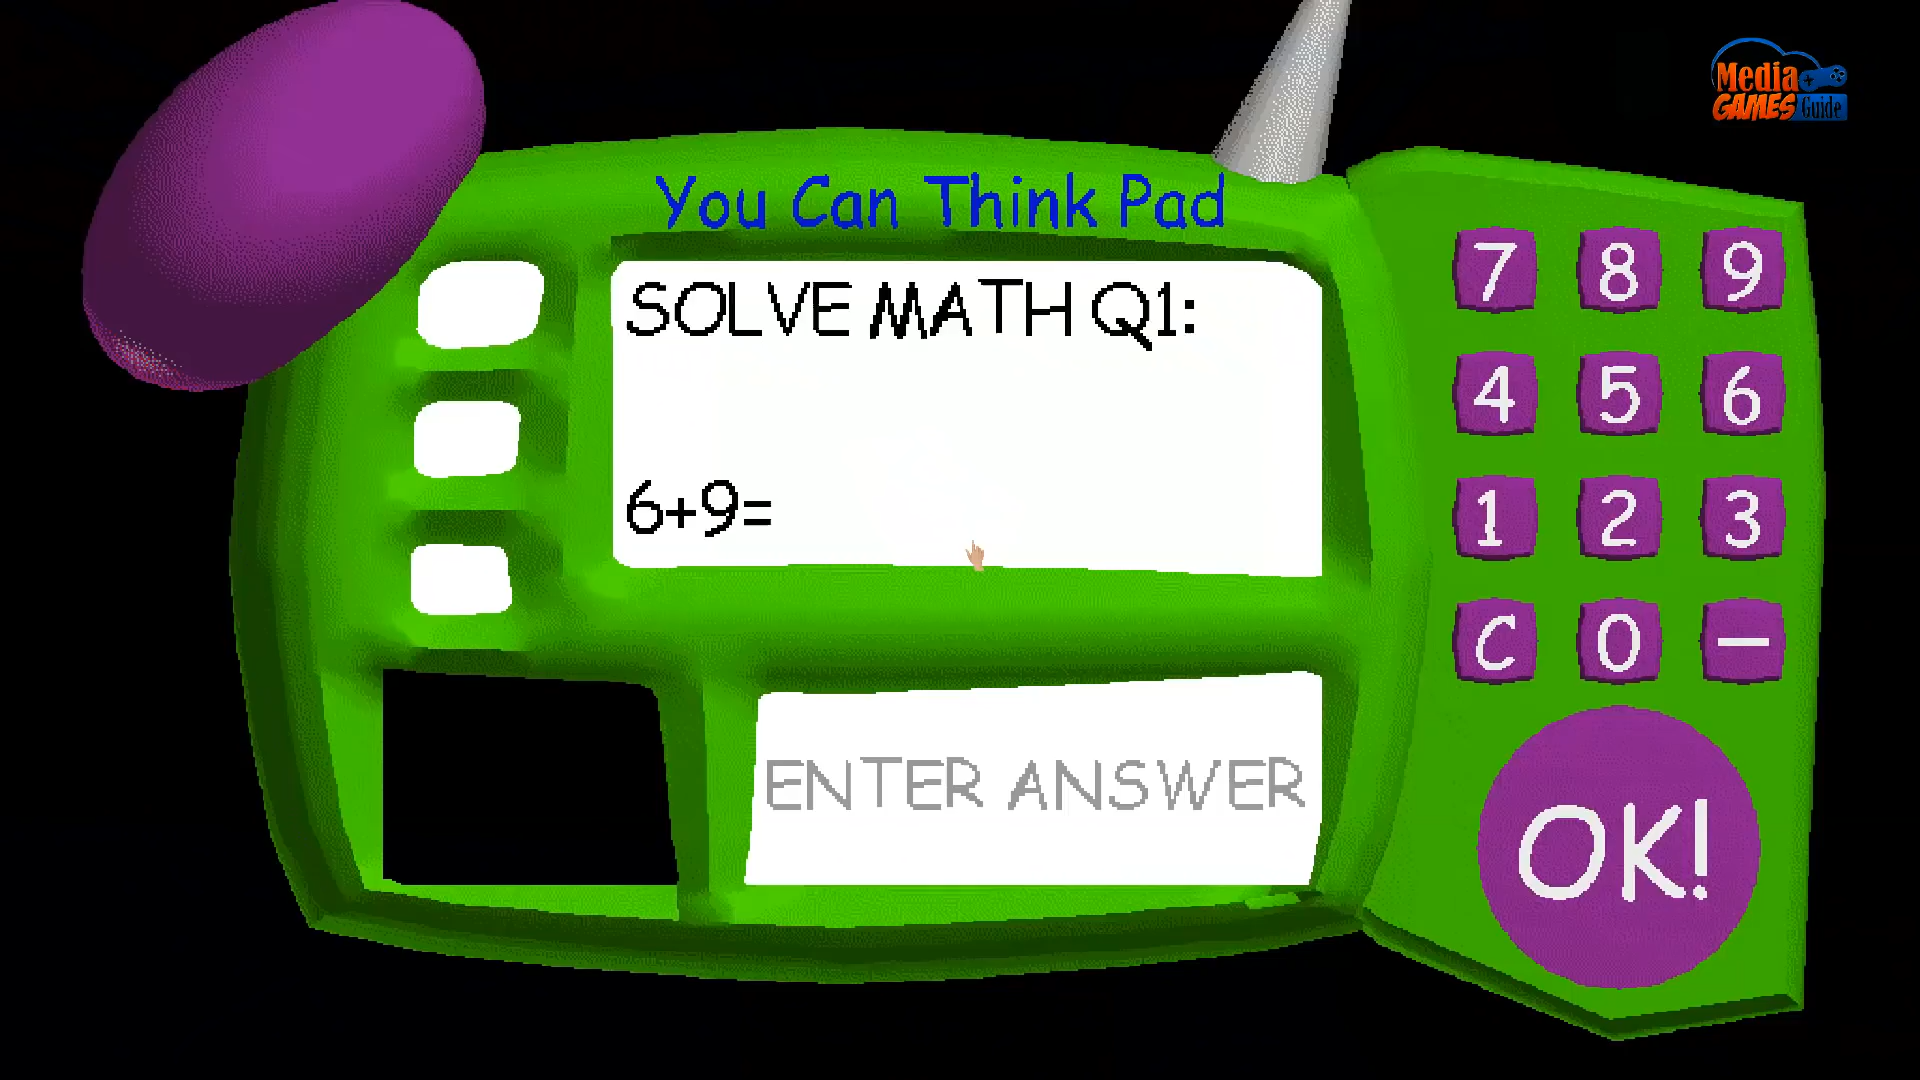 Media
GAMES Guide
You Can Think Pad
SOLVE MATH Q1:
6+9=
ENTER ANSWER
7 8 9
4 5 6
1 2 3
C 0 –
OK!